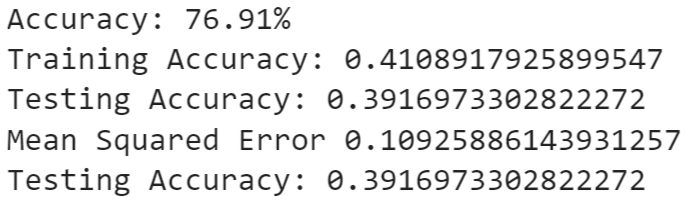 Accuracy: 76.91%
Training Accuracy: 0.4108917925899547
Testing Accuracy: 0.3916973302822272
Mean Squared Error 0.10925886143931257
Testing Accuracy: 0.3916973302822272